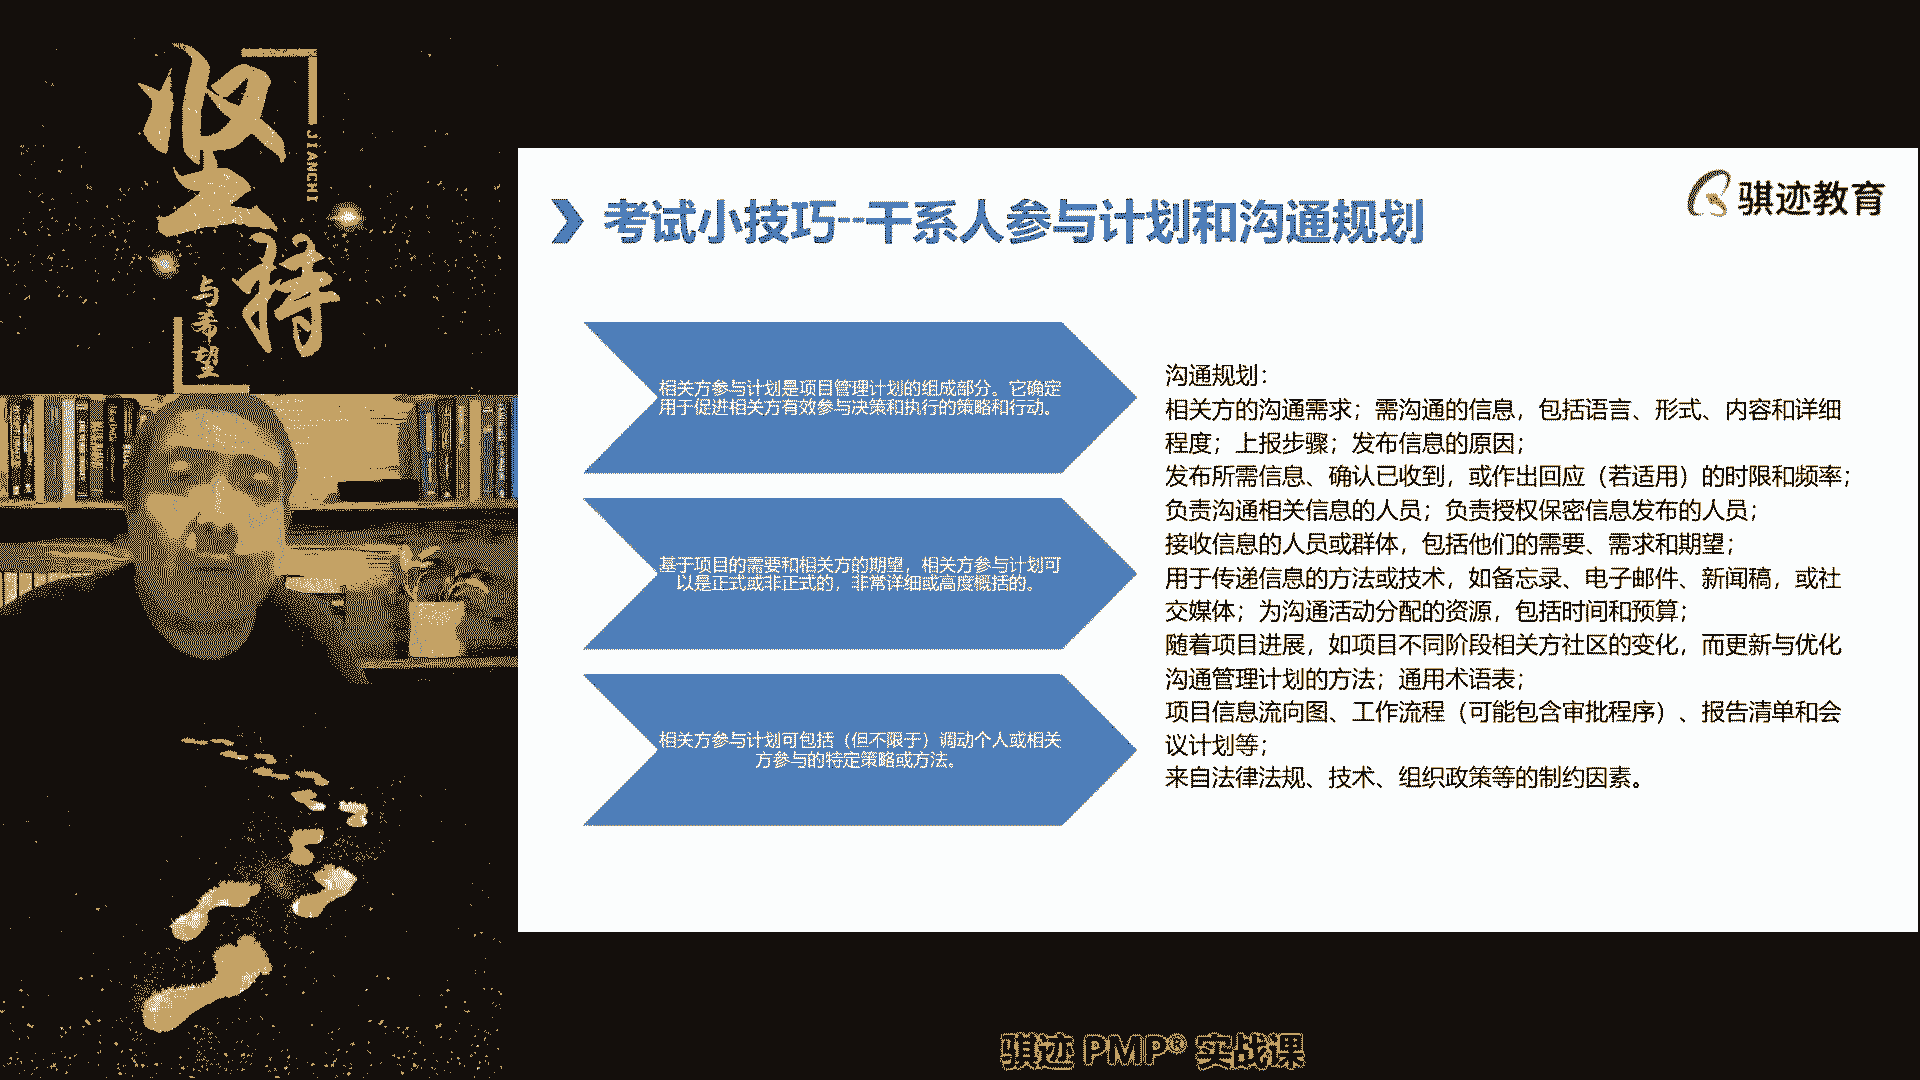 坚持
JIANCHI
与希望
骐迹教育
考试小技巧--干系人参与计划和沟通规划
相关方参与计划是项目管理计划的组成部分。它确定
用于促进相关方有效参与决策和执行的策略和行动。
基于项目的需要和相关方的期望，相关方参与计划可
以是正式或非正式的，非常详细或高度概括的。
相关方参与计划可包括（但不限于）调动个人或相关
方参与的特定策略或方法。
沟通规划：
相关方的沟通需求；需沟通的信息，包括语言、形式、内容和详细
程度；上报步骤；发布信息的原因；
发布所需信息、确认已收到，或作出回应（若适用）的时限和频率；
负责沟通相关信息的人员；负责授权保密信息发布的人员；
接收信息的人员或群体，包括他们的需要、需求和期望；
用于传递信息的方法或技术，如备忘录、电子邮件、新闻稿，或社
交媒体；为沟通活动分配的资源，包括时间和预算；
随着项目进展，如项目不同阶段相关方社区的变化，而更新与优化
沟通管理计划的方法；通用术语表；
项目信息流向图、工作流程（可能包含审批程序）、报告清单和会
议计划等；
来自法律法规、技术、组织政策等的制约因素。
骐迹 PMP® 实战课